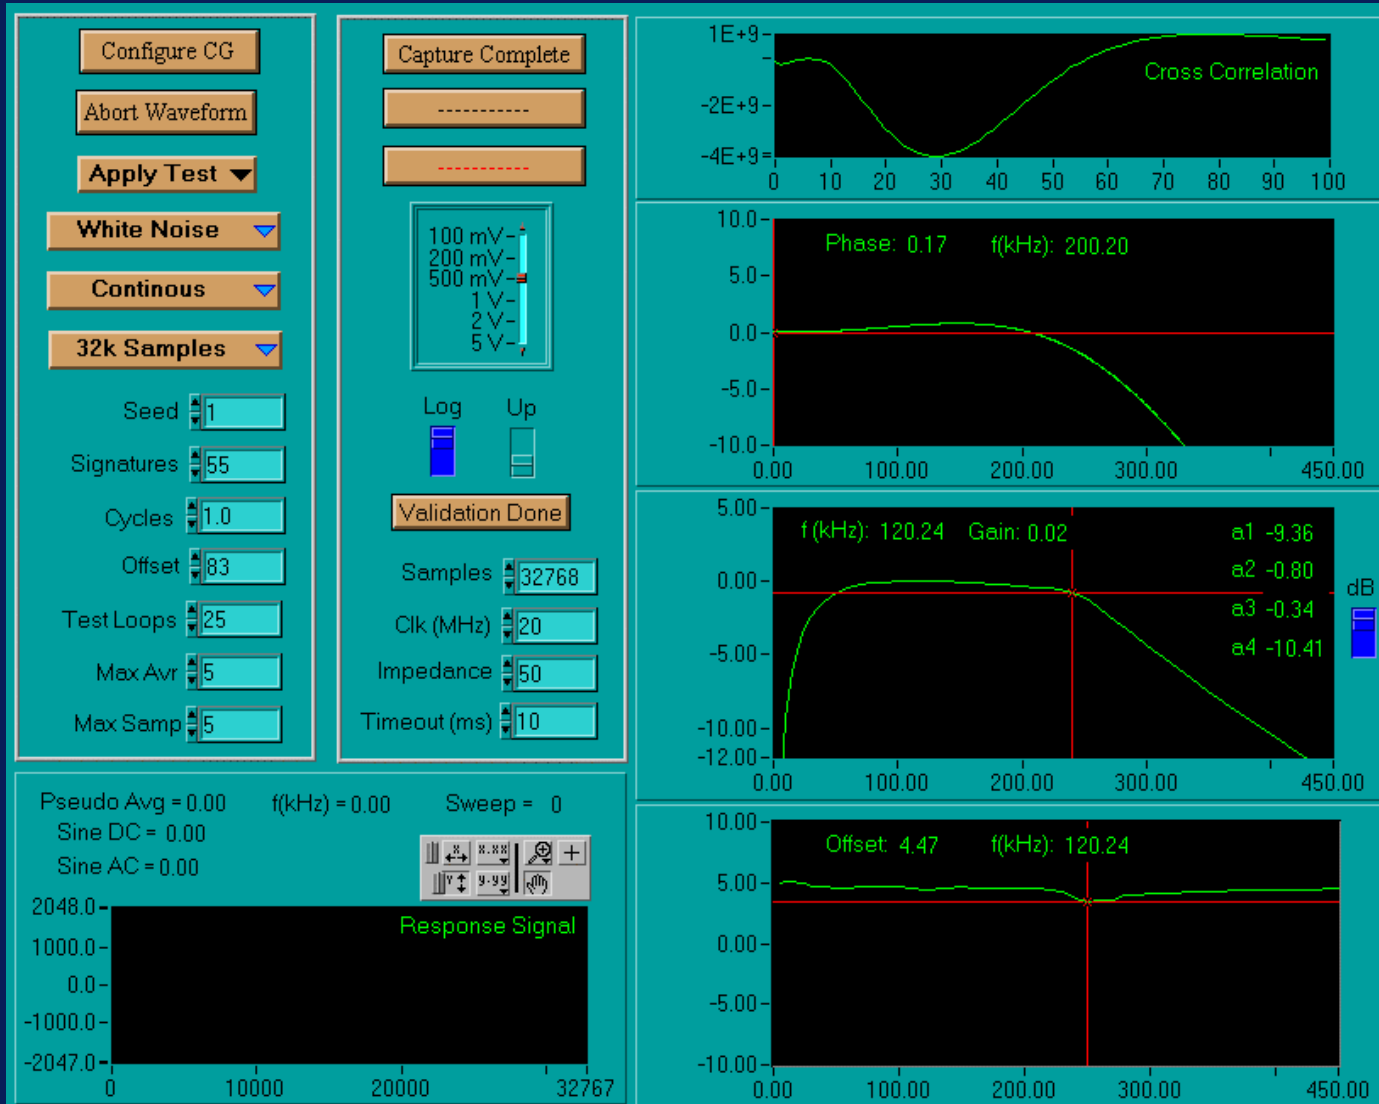 Configure CG
Abort Waveform
Apply Test
White Noise
Continous
32k Samples
Seed 1
Signatures 55
Cycles 1.0
Offset 83
Test Loops 25
Max Avr 5
Max Samp 5
Capture Complete
-----------
-----------
100 mV
200 mV
500 mV
1 V
2 V
5 V
Log Up
Validation Done
Samples 32768
Clk (MHz) 20
Impedance 50
Timeout (ms) 10
1E+9
-2E+9
-4E+9
Cross Correlation
0 10 20 30 40 50 60 70 80 90 100
10.0
Phase: 0.17 f(kHz): 200.20
5.0
0.0
-5.0
-10.0
0.00 100.00 200.00 300.00 450.00
5.00
f(kHz): 120.24 Gain: 0.02 a1 -9.36
0.00
a2 -0.80
dB
a3 -0.34
-5.00
a4 -10.41
-10.00
-12.00
0.00 100.00 200.00 300.00 450.00
10.00
Offset: 4.47 f(kHz): 120.24
5.00
0.00
-5.00
-10.00
0.00 100.00 200.00 300.00 450.00
Pseudo Avg = 0.00 f(kHz) = 0.00 Sweep = 0
Sine DC = 0.00
Sine AC = 0.00
X X.XX
Y Y.YY
2048.0
Response Signal
1000.0
0.0
-1000.0
-2047.0
0 10000 20000 32767